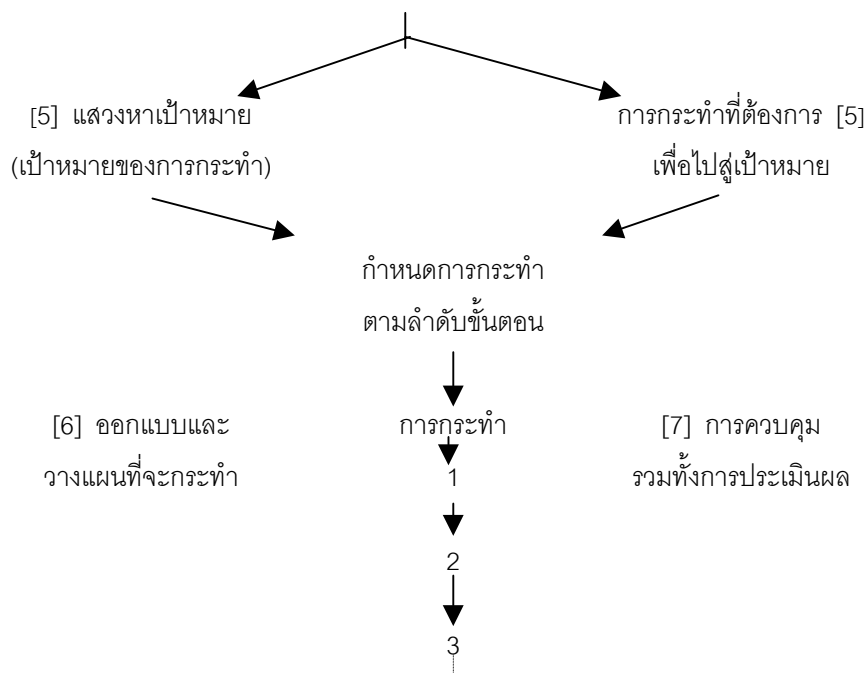 [5] แสวงหาเป้าหมาย
(เป้าหมายของการกระทำ)
การกระทำที่ต้องการ [5]
เพื่อไปสู่เป้าหมาย
กำหนดการกระทำ
ตามลำดับขั้นตอน
[6] ออกแบบและ
วางแผนที่จะกระทำ
การกระทำ
1
2
3
[7] การควบคุม
รวมทั้งการประเมินผล